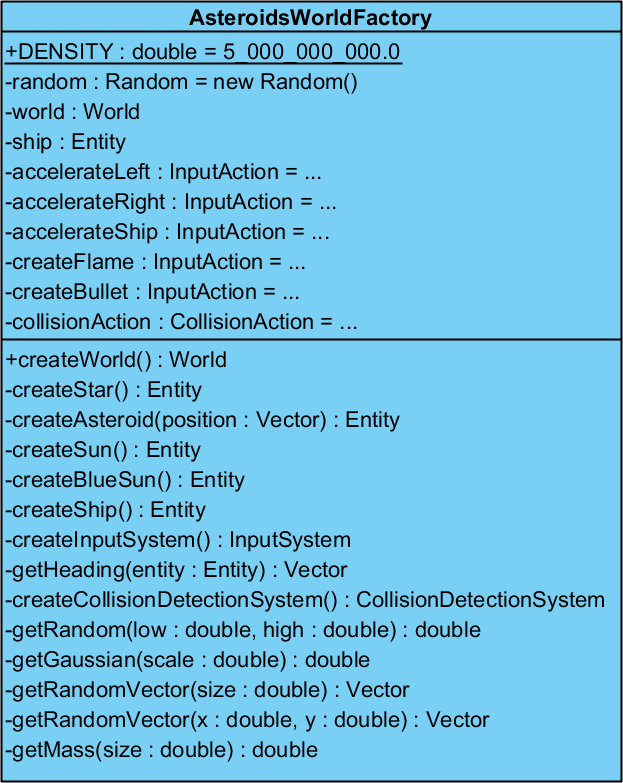 AsteroidsWorldFactory
+DENSITY : double = 5_000_000_000.0
-random : Random = new Random()
-world : World
-ship : Entity
-accelerateLeft : InputAction = ...
-accelerateRight : InputAction = ...
-accelerateShip : InputAction = ...
-createFlame : InputAction = ...
-createBullet : InputAction = ...
-collisionAction : CollisionAction = ...
+createWorld() : World
-createStar() : Entity
-createAsteroid(position : Vector) : Entity
-createSun() : Entity
-createBlueSun() : Entity
-createShip() : Entity
-createInputSystem() : InputSystem
-getHeading(entity : Entity) : Vector
-createCollisionDetectionSystem() : CollisionDetectionSystem
-getRandom(low : double, high : double) : double
-getGaussian(scale : double) : double
-getRandomVector(size : double) : Vector
-getRandomVector(x : double, y : double) : Vector
-getMass(size : double) : double